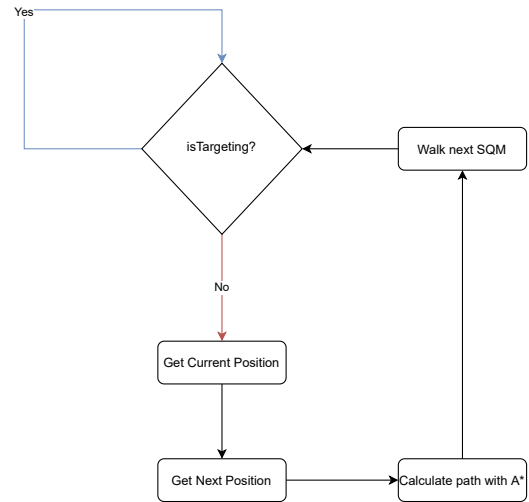 Yes
isTargeting?
Walk next SQM
No
Get Current Position
Get Next Position
Calculate path with A*